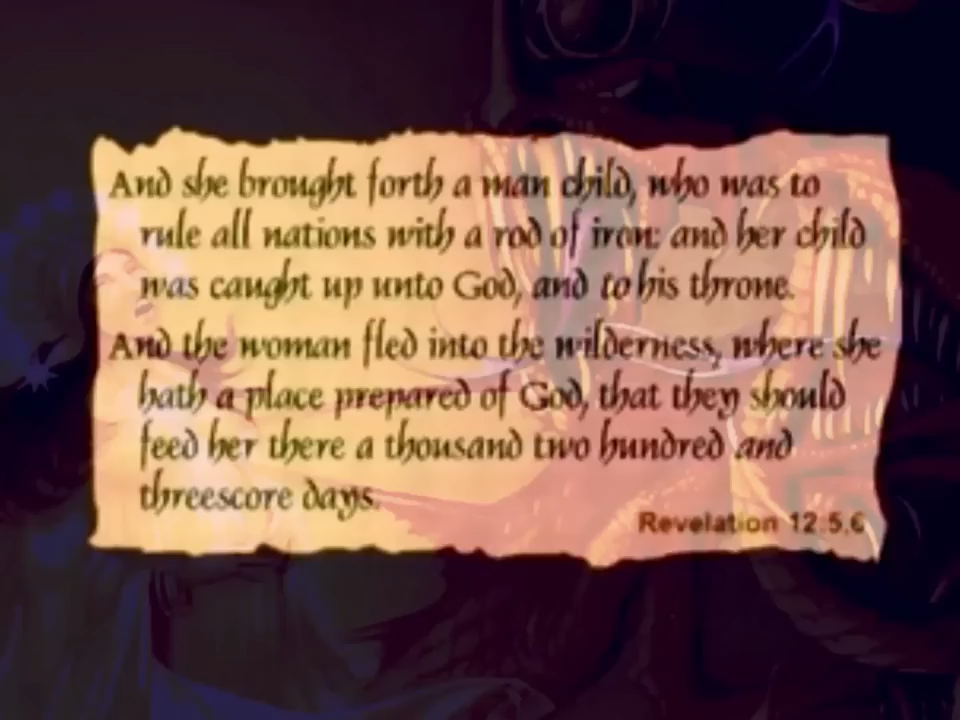 And she brought forth a man child, who was to
rule all nations with a rod of iron: and her child
was caught up unto God, and to his throne.
And the woman fled into the wilderness, where she
hath a place prepared of God, that they should
feed her there a thousand two hundred and
threescore days.
Revelation 12:5,6